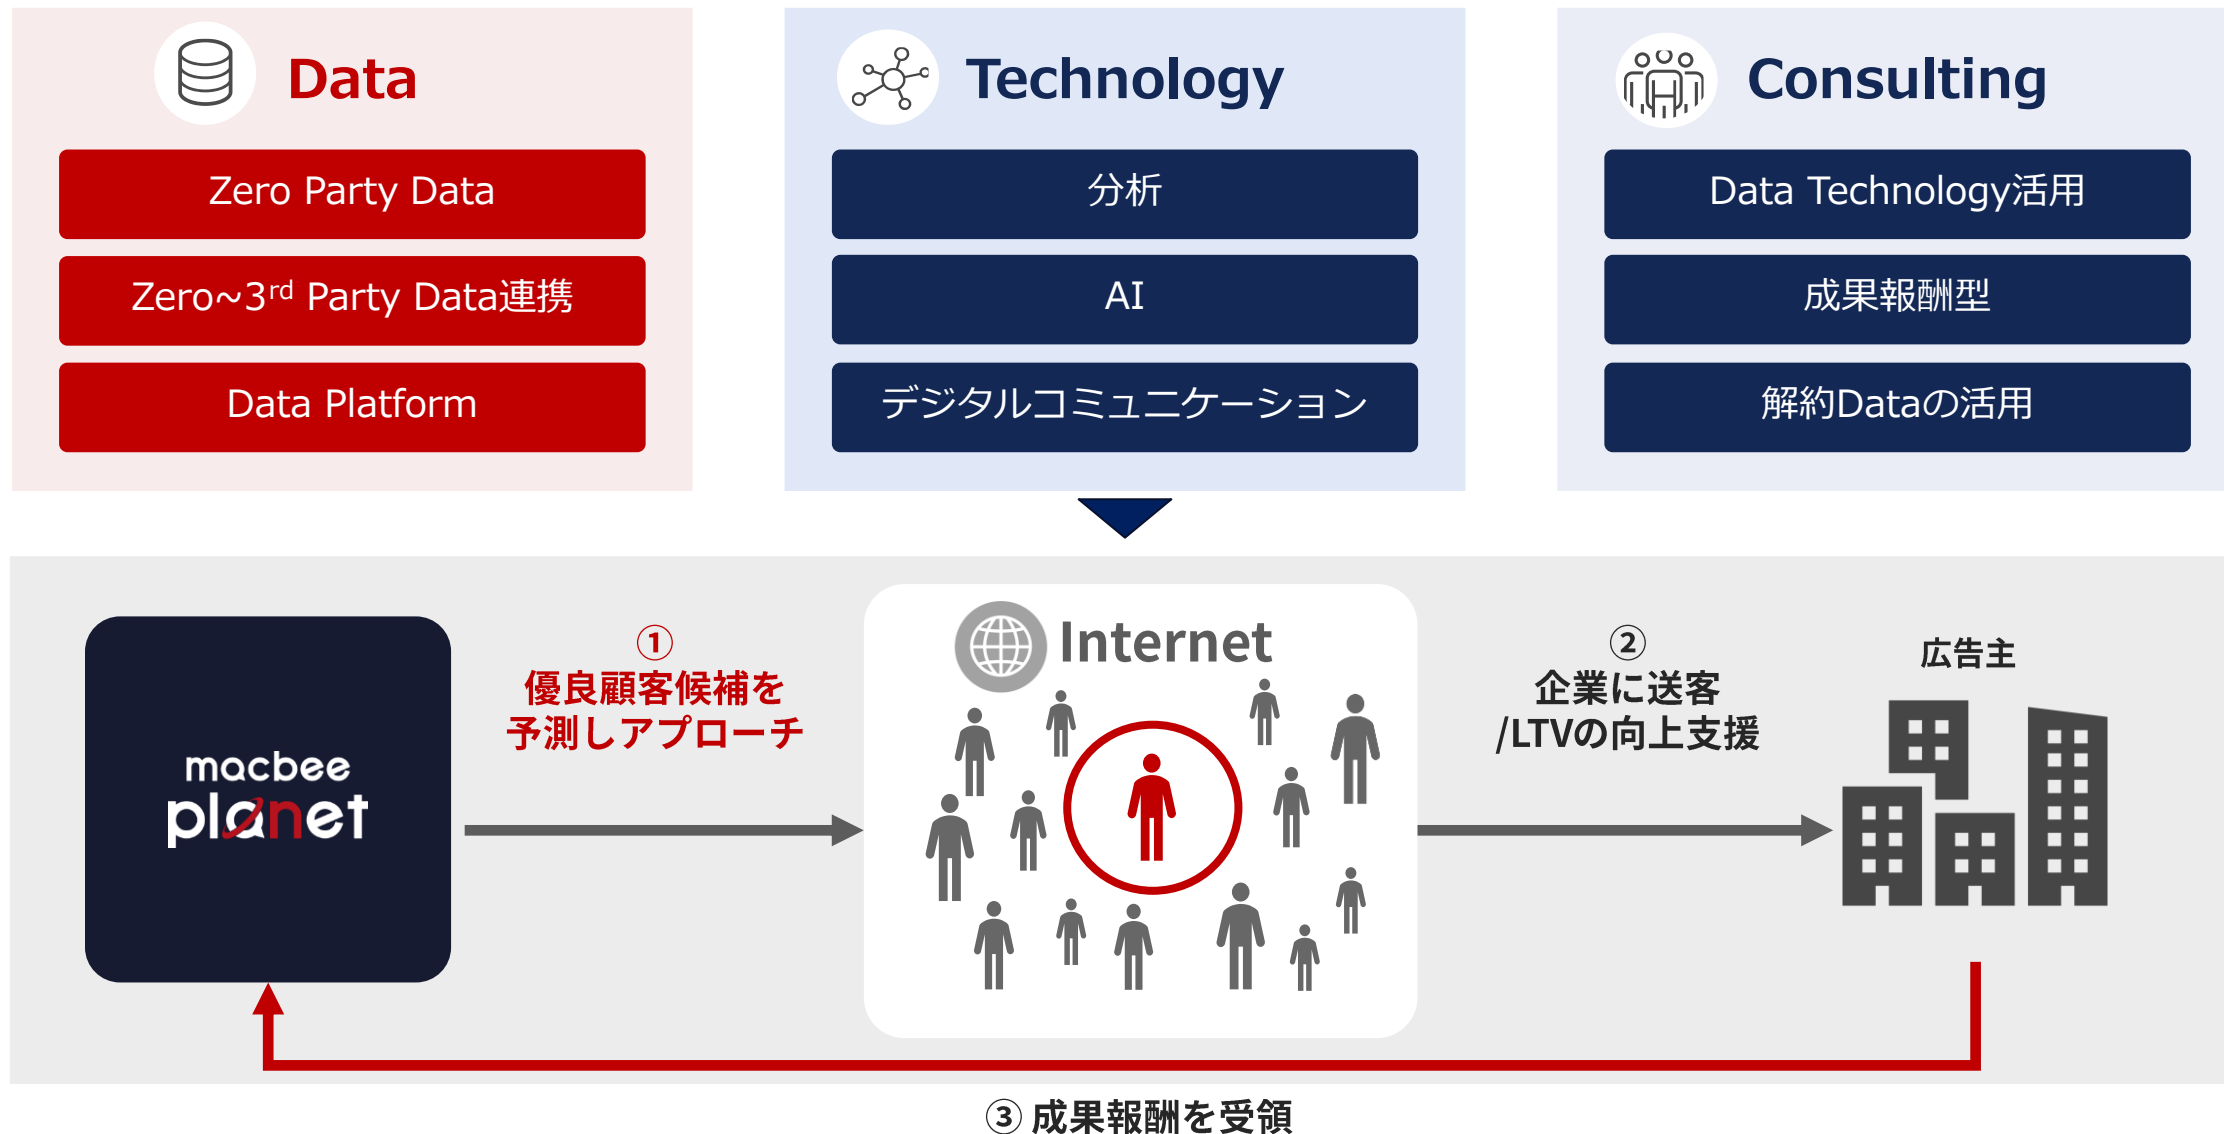 Data
Zero Party Data
Zero~3rd Party Data連携
Data Platform
Technology
分析
AI
デジタルコミュニケーション
Consulting
Data Technology活用
成果報酬型
解約Dataの活用
macbee
planet
①
優良顧客候補を
予測しアプローチ
Internet
②
企業に送客
/LTVの向上支援
広告主
③ 成果報酬を受領